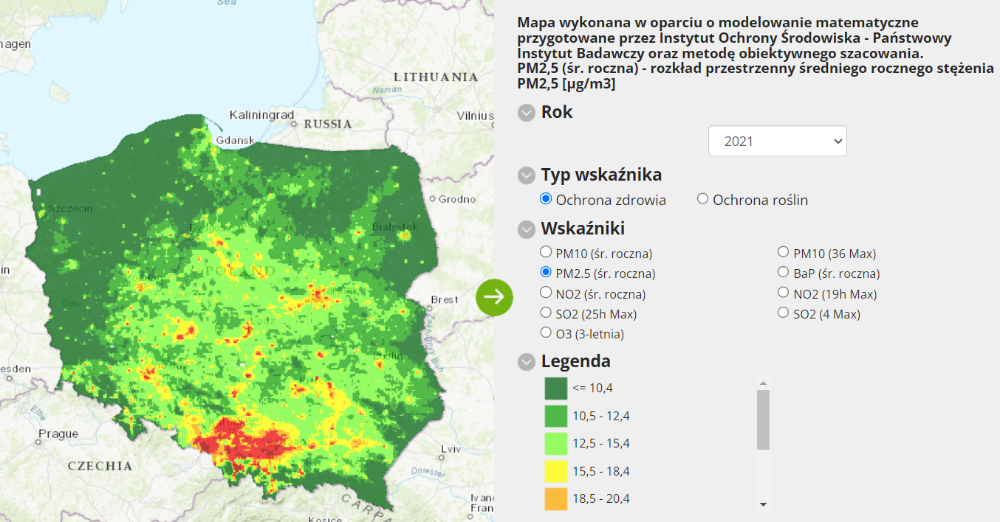 Sea
hagen
LITHUANIA
Neman
Kaliningrad
RUSSIA
Vilnius
Gdansk
Grodno
Szczecin
Bialystok
in
POLAND
Oder
Brest
Zakhidnyy Buh
Lublin
esden
Elbe
Prague
CZECHIA
Lviv
Dniester
CARPA
Ivano
Fran
Kosice
Mapa wykonana w oparciu o modelowanie matematyczne
przygotowane przez Instytut Ochrony Środowiska - Państwowy
Instytut Badawczy oraz metodę obiektywnego szacowania.
PM2,5 (śr. roczna) - rozkład przestrzenny średniego rocznego stężenia
PM2,5 [µg/m3]
Rok
2021
Typ wskaźnika
Ochrona zdrowia Ochrona roślin
Wskaźniki
PM10 (śr. roczna) PM10 (36 Max)
PM2.5 (śr. roczna) BaP (śr. roczna)
NO2 (śr. roczna) NO2 (19h Max)
SO2 (25h Max) SO2 (4 Max)
O3 (3-letnia)
Legenda
<= 10,4
10,5 - 12,4
12,5 - 15,4
15,5 - 18,4
18,5 - 20,4